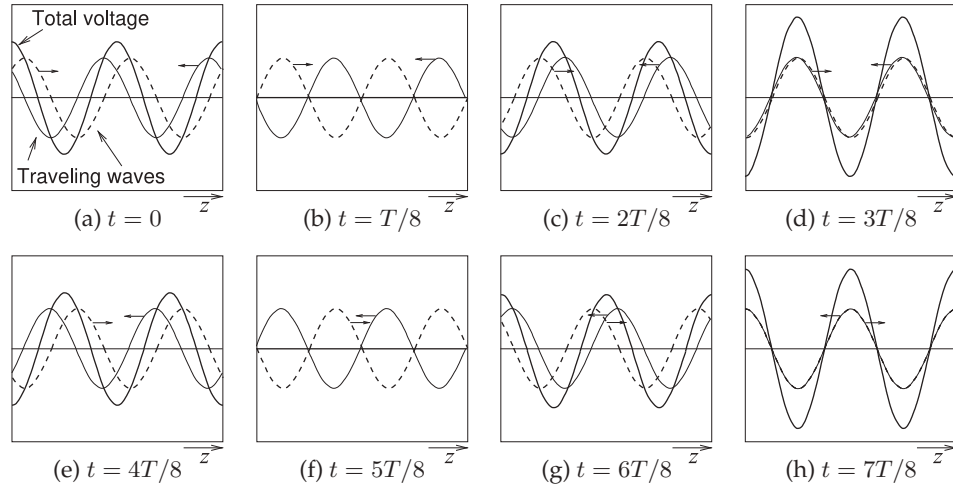 Total voltage
Traveling waves
z
(a) t = 0
z
(b) t = T/8
z
(c) t = 2T/8
z
(d) t = 3T/8
z
(e) t = 4T/8
z
(f) t = 5T/8
z
(g) t = 6T/8
z
(h) t = 7T/8